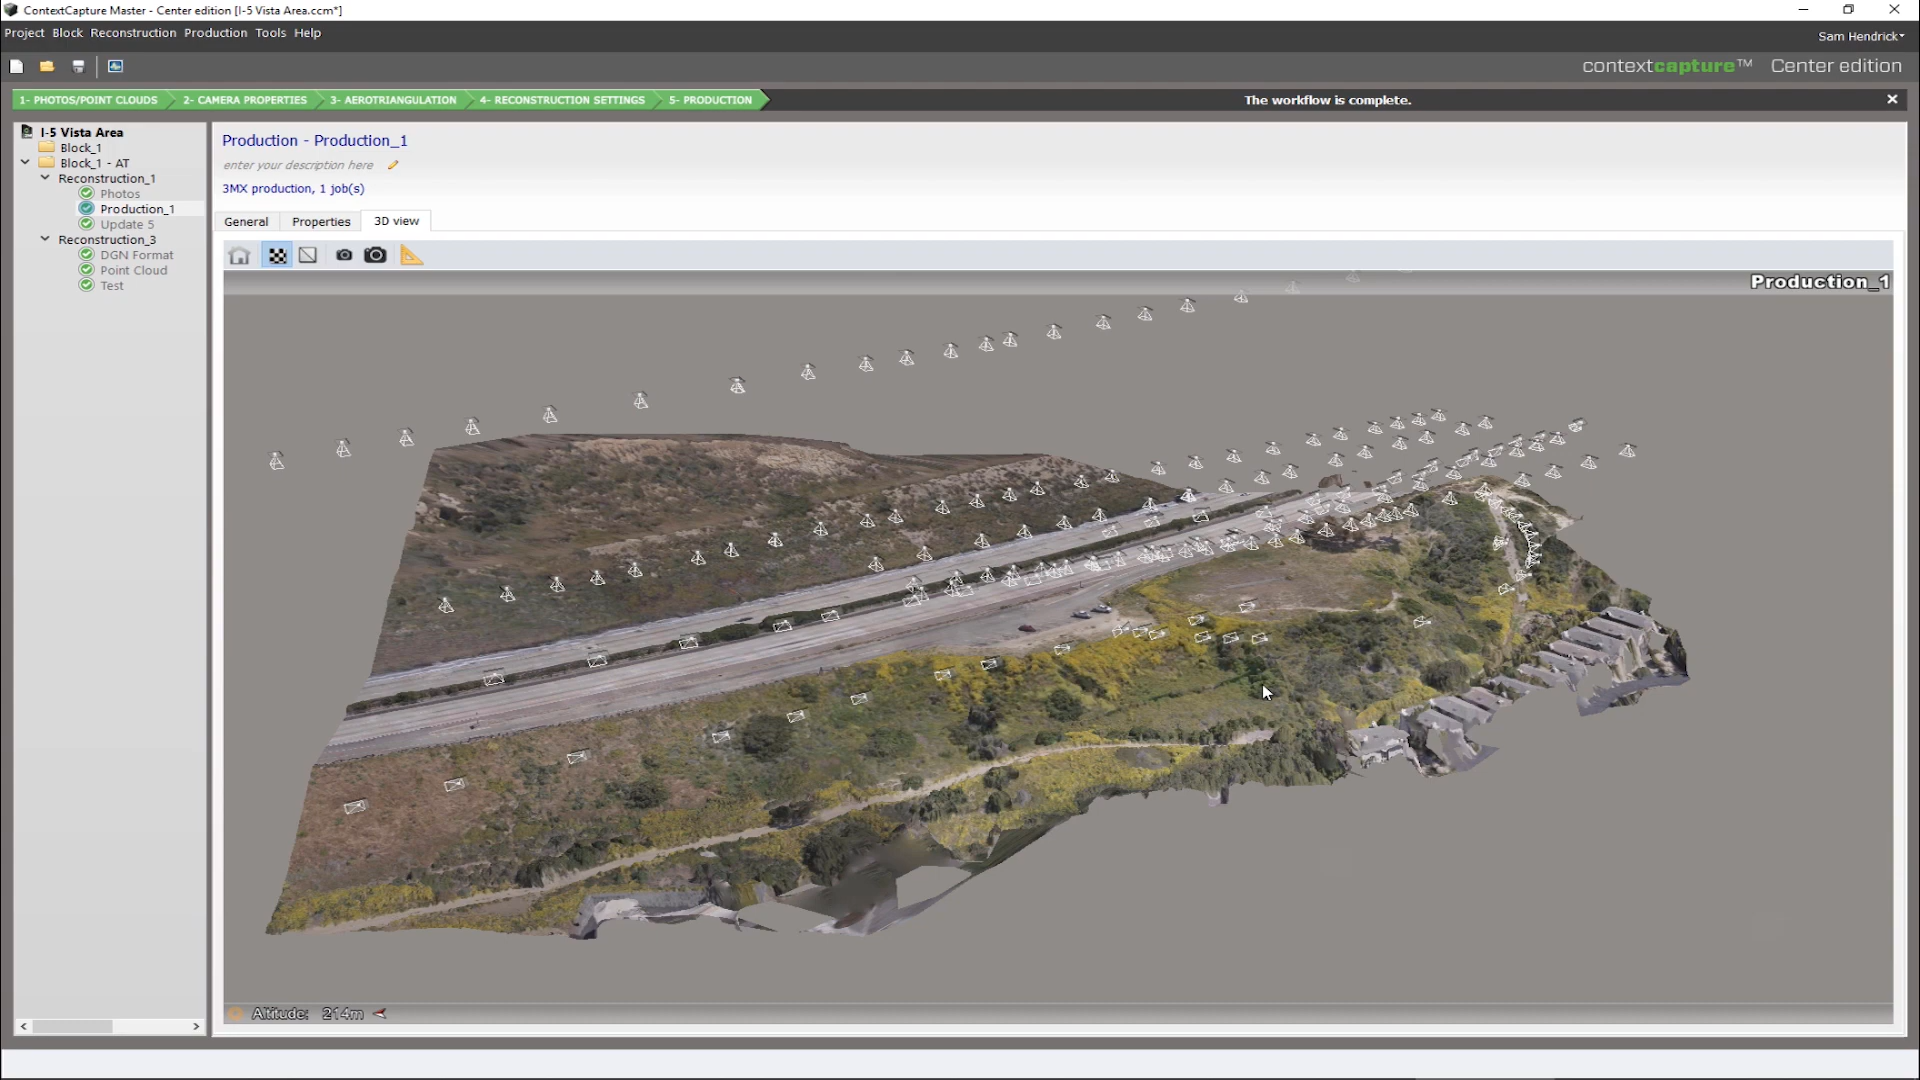 ContextCapture Master - Center edition [I-5 Vista Area.ccm*]
Project Block Reconstruction Production Tools Help
Sam Hendrick
contextcapture™ Center edition
1- PHOTOS/POINT CLOUDS 2- CAMERA PROPERTIES 3- AEROTRIANGULATION 4- RECONSTRUCTION SETTINGS 5- PRODUCTION
The workflow is complete.
I-5 Vista Area
Block_1
Block_1 - AT
Reconstruction_1
Photos
Production_1
Update 5
Reconstruction_3
DGN Format
Point Cloud
Test
Production - Production_1
enter your description here
3MX production, 1 job(s)
General Properties 3D view
Production_1
Altitude: 214m